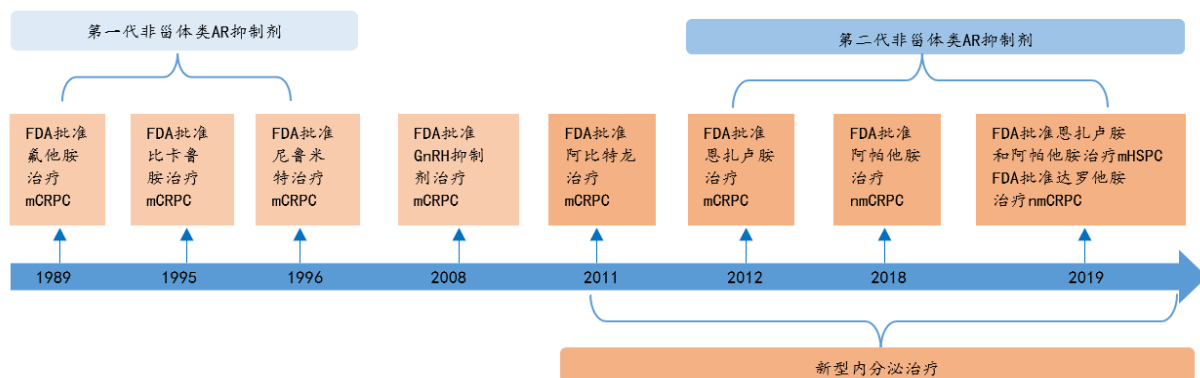 第一代非甾体类AR抑制剂
第二代非甾体类AR抑制剂
FDA批准
氟他胺
治疗
mCRPC
FDA批准
比卡鲁
胺治疗
mCRPC
FDA批准
尼鲁米
特治疗
mCRPC
FDA批准
GnRH抑制
剂治疗
mCRPC
FDA批准
阿比特龙
治疗
mCRPC
FDA批准
恩扎卢胺
治疗
mCRPC
FDA批准
阿帕他胺
治疗
nmCRPC
FDA批准恩扎卢胺
和阿帕他胺治疗mHSPC
FDA批准达罗他胺
治疗nmCRPC
1989
1995
1996
2008
2011
2012
2018
2019
新型内分泌治疗